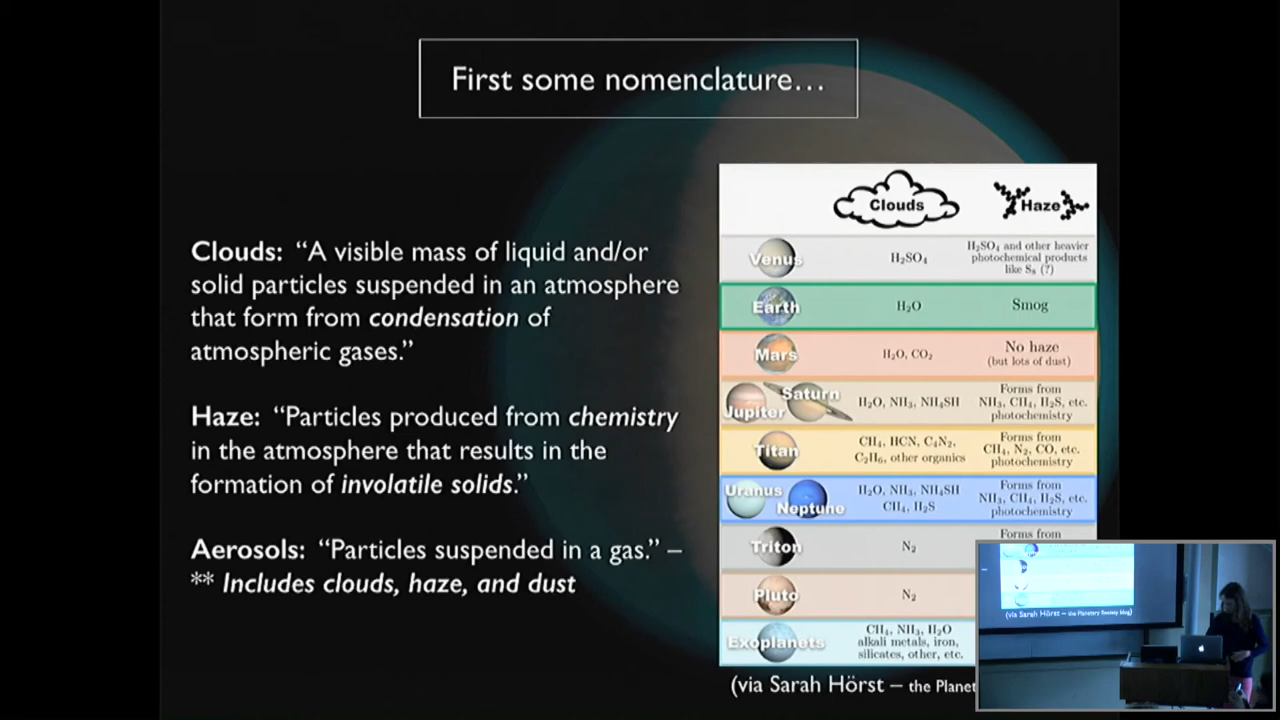 First some nomenclature…
Clouds: “A visible mass of liquid and/or
solid particles suspended in an atmosphere
that form from condensation of
atmospheric gases.”
Haze: “Particles produced from chemistry
in the atmosphere that results in the
formation of involatile solids.”
Aerosols: “Particles suspended in a gas.” –
** Includes clouds, haze, and dust
Clouds Haze
Venus H₂SO₄ H₂SO₄ and other heavier
photochemical products
like S₈ (?)
Earth H₂O Smog
Mars H₂O, CO₂ No haze
(but lots of dust)
Jupiter Saturn H₂O, NH₃, NH₄SH Forms from
NH₃, CH₄, H₂S, etc.
photochemistry
Titan CH₄, HCN, C₄N₂,
C₂H₆, other organics
Forms from
CH₄, N₂, CO, etc.
photochemistry
Uranus Neptune H₂O, NH₃, NH₄SH
CH₄, H₂S
Forms from
NH₃, CH₄, H₂S, etc.
photochemistry
Triton N₂ Forms from
Pluto N₂
Exoplanets CH₄, NH₃, H₂O
alkali metals, iron,
silicates, other, etc.
(via Sarah Hörst – the Planet
(via Sarah Hörst – the Planetary Society blog)